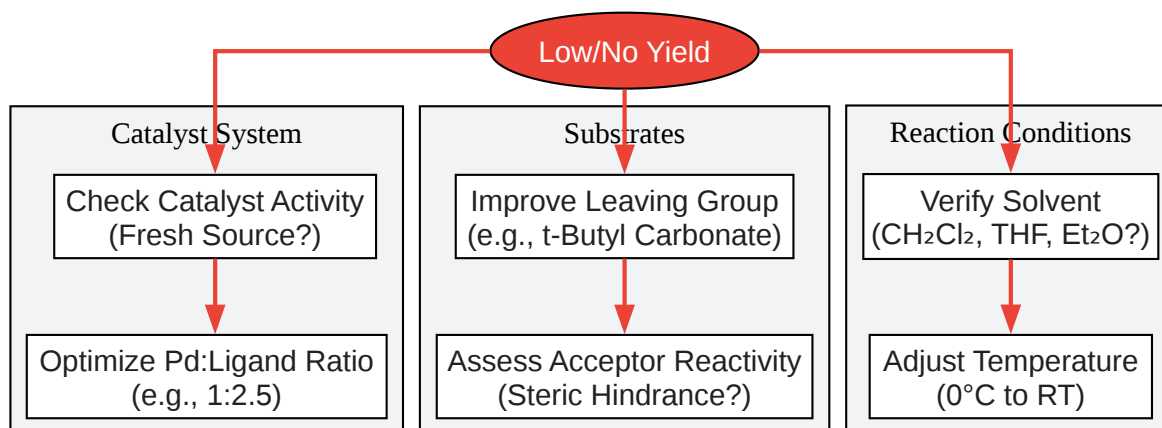 Low/No Yield
Catalyst System
Check Catalyst Activity
(Fresh Source?)
Optimize Pd:Ligand Ratio
(e.g., 1:2.5)
Substrates
Improve Leaving Group
(e.g., t-Butyl Carbonate)
Assess Acceptor Reactivity
(Steric Hindrance?)
Reaction Conditions
Verify Solvent
(CH₂Cl₂, THF, Et₂O?)
Adjust Temperature
(0°C to RT)